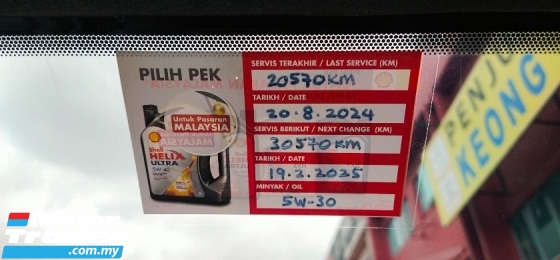 PILIH PEK
Untuk Pasaran
MALAYSIA
Shell
HELIX
ULTRA
5W-40
SERVIS TERAKHIR / LAST SERVICE (KM)
20570KM
TARIKH / DATE
20.8.2024
SERVIS BERIKUT / NEXT CHANGE (KM)
30570KM
TARIKH / DATE
19.2.2025
MINYAK / OIL
5W-30
PENJU
KEONG
.com.my